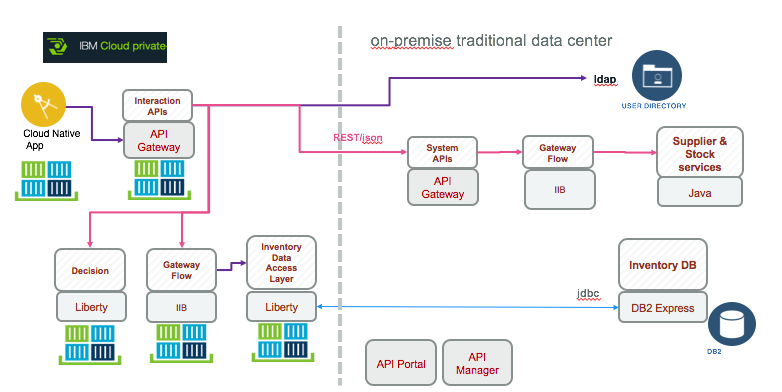 IBM Cloud private
on-premise traditional data center
ldap
USER DIRECTORY
Cloud Native
App
Interaction
APIs
API
Gateway
REST/json
System
APIs
API
Gateway
Gateway
Flow
IIB
Supplier &
Stock
services
Java
Decision
Liberty
Gateway
Flow
IIB
Inventory
Data
Access
Layer
Liberty
jdbc
Inventory DB
DB2 Express
DB2
API Portal
API
Manager